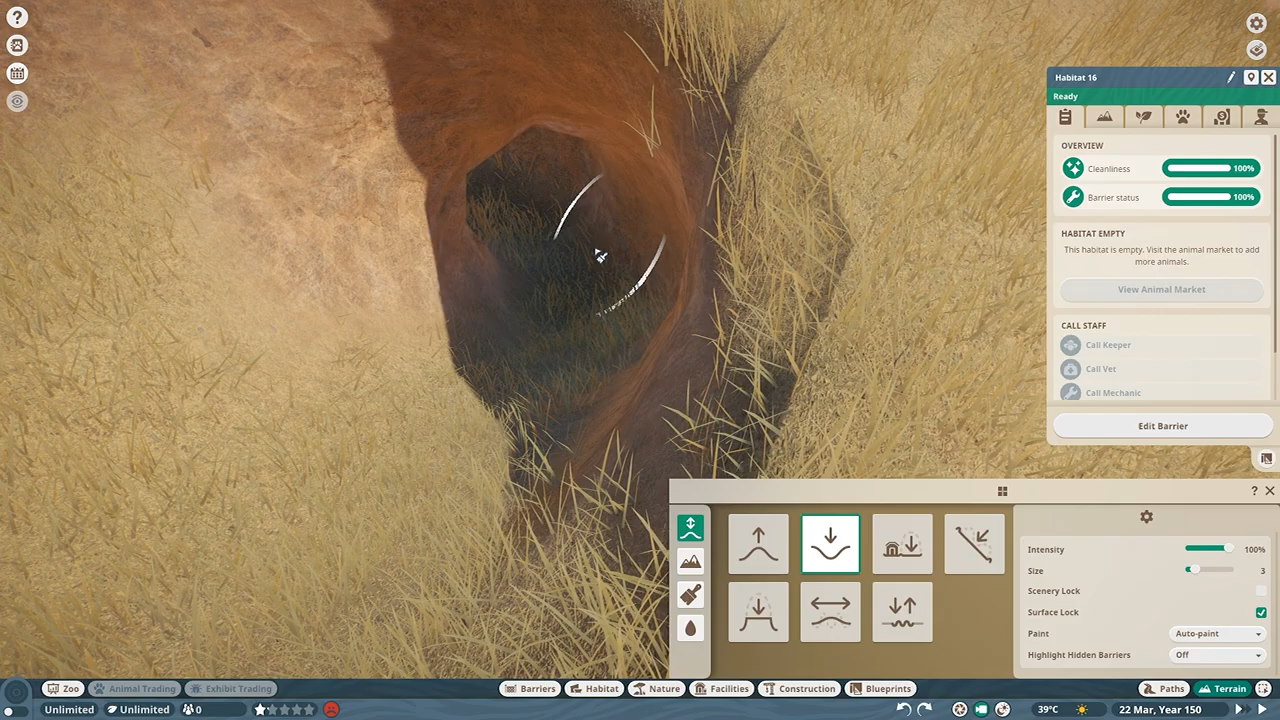 ?
Habitat 16
Ready
OVERVIEW
Cleanliness 100%
Barrier status 100%
HABITAT EMPTY
This habitat is empty. Visit the animal market to add
more animals.
View Animal Market
CALL STAFF
Call Keeper
Call Vet
Call Mechanic
Edit Barrier
?
Intensity 100%
Size 3
Scenery Lock
Surface Lock
Paint Auto-paint
Highlight Hidden Barriers Off
Zoo Animal Trading Exhibit Trading Barriers Habitat Nature Facilities Construction Blueprints Paths Terrain
Unlimited Unlimited 0 39°C 22 Mar, Year 150